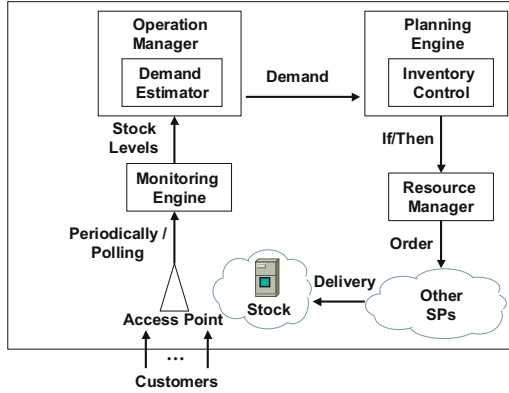 Operation
Manager
Demand
Estimator
Demand
Planning
Engine
Inventory
Control
Stock
Levels
If/Then
Monitoring
Engine
Resource
Manager
Periodically /
Polling
Order
Delivery
Other
SPs
Stock
Access Point
...
Customers